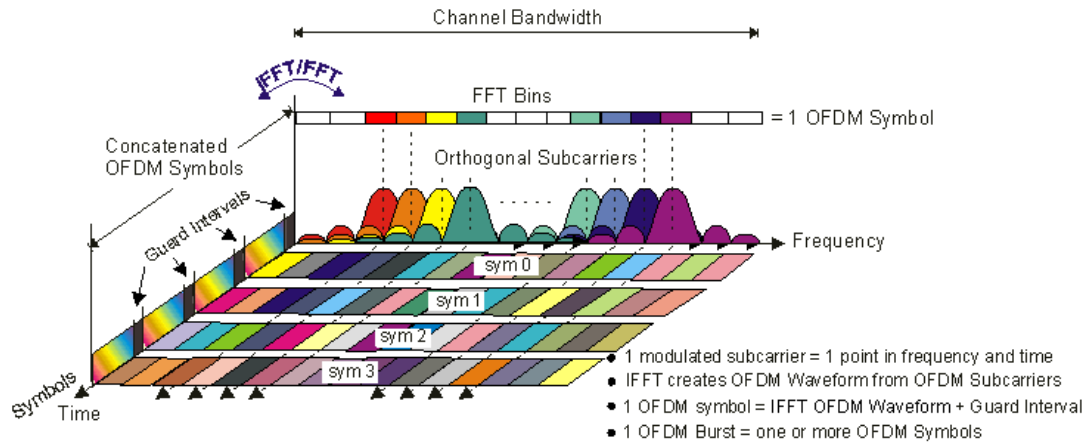 Channel Bandwidth
IFFT/FFT
FFT Bins
= 1 OFDM Symbol
Concatenated
OFDM Symbols
Orthogonal Subcarriers
Guard Intervals
Frequency
sym 0
sym 1
sym 2
sym 3
Symbols
Time
● 1 modulated subcarrier = 1 point in frequency and time
● IFFT creates OFDM Waveform from OFDM Subcarriers
● 1 OFDM symbol = IFFT OFDM Waveform + Guard Interval
● 1 OFDM Burst = one or more OFDM Symbols